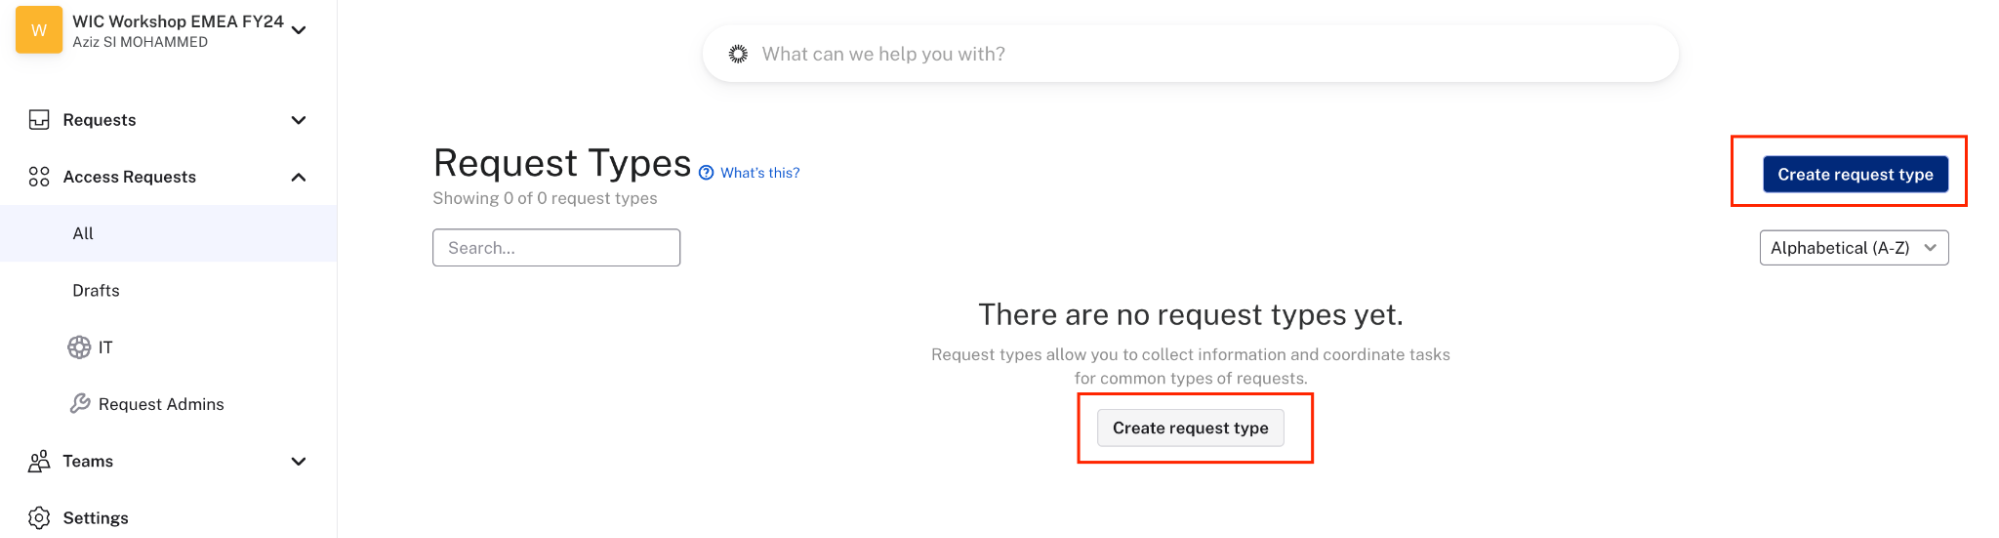 W
WIC Workshop EMEA FY24
Aziz SI MOHAMMED
Requests
Access Requests
All
Drafts
IT
Request Admins
Teams
Settings
What can we help you with?
Request Types
What's this?
Create request type
Showing 0 of 0 request types
Search...
Alphabetical (A-Z)
There are no request types yet.
Request types allow you to collect information and coordinate tasks
for common types of requests.
Create request type